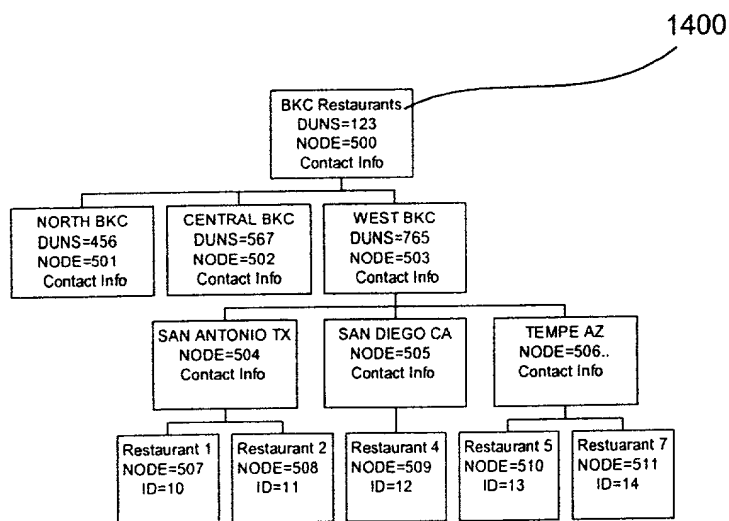 1400
BKC Restaurants
DUNS=123
NODE=500
Contact Info
NORTH BKC
DUNS=456
NODE=501
Contact Info
CENTRAL BKC
DUNS=567
NODE=502
Contact Info
WEST BKC
DUNS=765
NODE=503
Contact Info
SAN ANTONIO TX
NODE=504
Contact Info
SAN DIEGO CA
NODE=505
Contact Info
TEMPE AZ
NODE=506..
Contact Info
Restaurant 1
NODE=507
ID=10
Restaurant 2
NODE=508
ID=11
Restaurant 4
NODE=509
ID=12
Restaurant 5
NODE=510
ID=13
Restuarant 7
NODE=511
ID=14